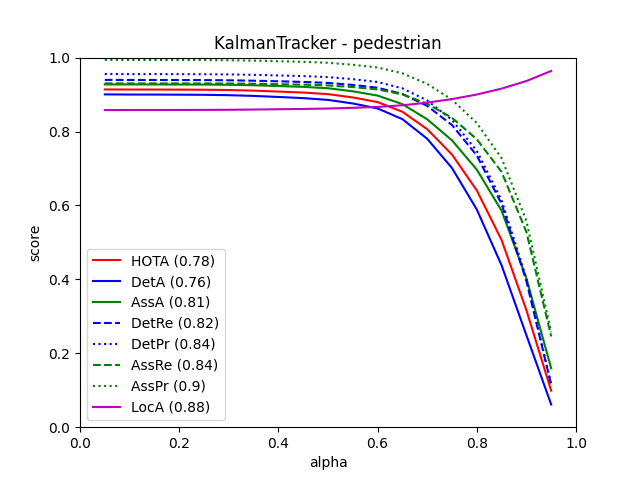 KalmanTracker - pedestrian
1.0
0.8
0.6
0.4
0.2
0.0
score
HOTA (0.78)
DetA (0.76)
AssA (0.81)
DetRe (0.82)
DetPr (0.84)
AssRe (0.84)
AssPr (0.9)
LocA (0.88)
0.0 0.2 0.4 0.6 0.8 1.0
alpha